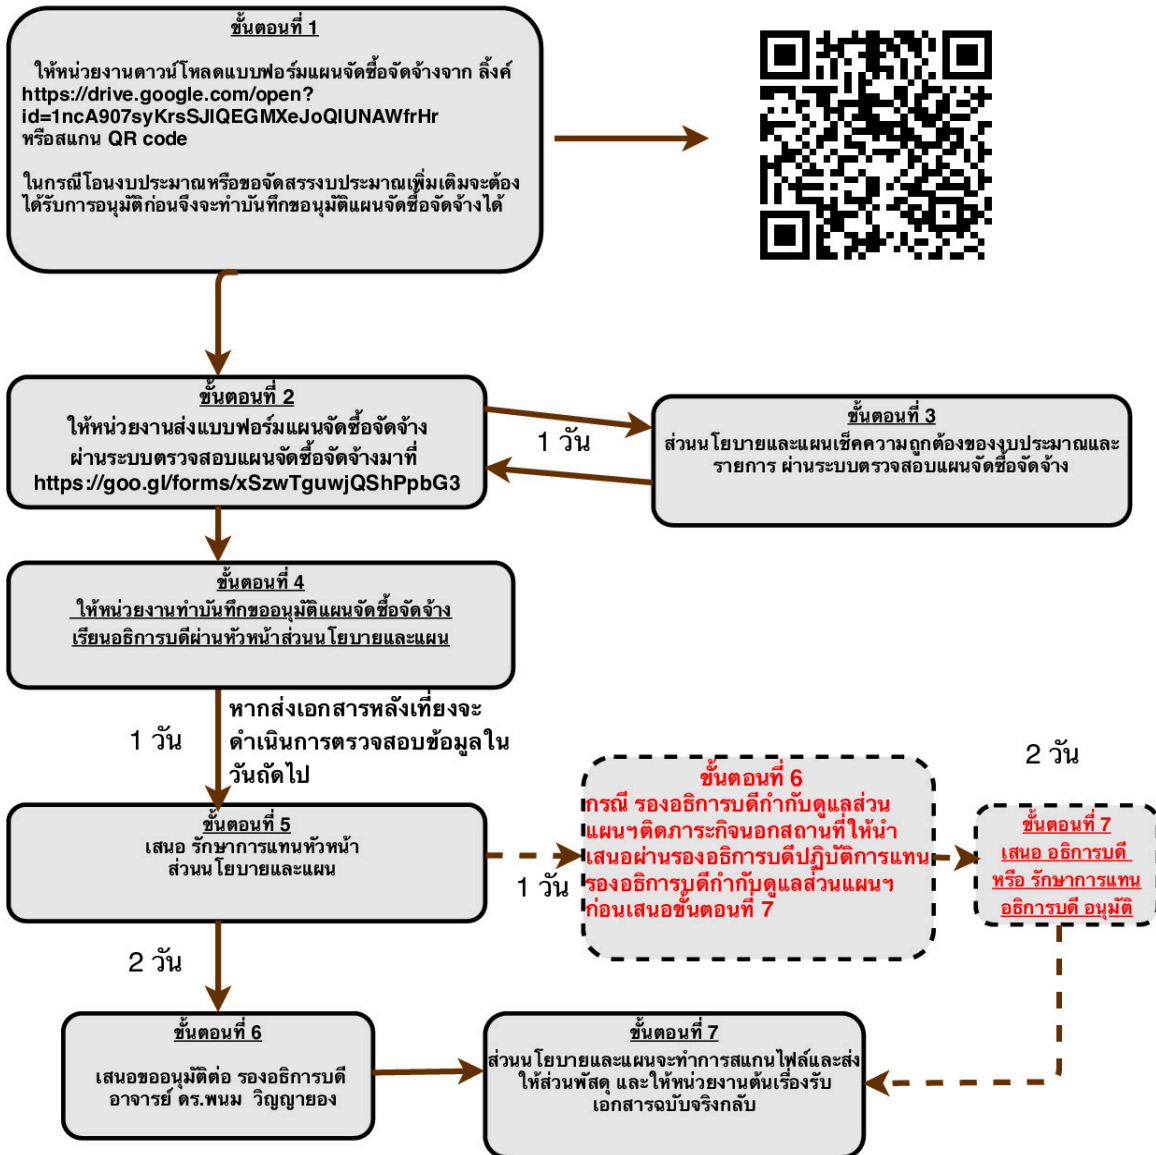 ขั้นตอนที่ 1
ให้หน่วยงานดาวน์โหลดแบบฟอร์มแผนจัดซื้อจัดจ้างจาก ลิ้งค์
https://drive.google.com/open?
id=1ncA907syKrsSJIQEGMXeJoQIUNAWfrHr
หรือสแกน QR code
ในกรณีโอนงบประมาณหรือขอจัดสรรงบประมาณเพิ่มเติมจะต้อง
ได้รับการอนุมัติก่อนจึงจะทำบันทึกขอนุมัติแผนจัดซื้อจัดจ้างได้
ขั้นตอนที่ 2
ให้หน่วยงานส่งแบบฟอร์มแผนจัดซื้อจัดจ้าง
ผ่านระบบตรวจสอบแผนจัดซื้อจัดจ้างมาที่
https://goo.gl/forms/xSzwTguwjQShPpbG3
1 วัน
ขั้นตอนที่ 3
ส่วนนโยบายและแผนเช็คความถูกต้องของงบประมาณและ
รายการ ผ่านระบบตรวจสอบแผนจัดซื้อจัดจ้าง
ขั้นตอนที่ 4
ให้หน่วยงานทำบันทึกขออนุมัติแผนจัดซื้อจัดจ้าง
เรียนอธิการบดีผ่านหัวหน้าส่วนนโยบายและแผน
1 วัน
หากส่งเอกสารหลังเที่ยงจะ
ดำเนินการตรวจสอบข้อมูลใน
วันถัดไป
ขั้นตอนที่ 5
เสนอ รักษาการแทนหัวหน้า
ส่วนนโยบายและแผน
1 วัน
ขั้นตอนที่ 6
กรณี รองอธิการบดีกำกับดูแลส่วน
แผนฯติดภาระกิจนอกสถานที่ให้นำ
เสนอผ่านรองอธิการบดีปฏิบัติการแทน
รองอธิการบดีกำกับดูแลส่วนแผนฯ
ก่อนเสนอขั้นตอนที่ 7
2 วัน
ขั้นตอนที่ 7
เสนอ อธิการบดี
หรือ รักษาการแทน
อธิการบดี อนุมัติ
2 วัน
ขั้นตอนที่ 6
เสนอขออนุมัติต่อ รองอธิการบดี
อาจารย์ ดร.พนม วิญญายอง
ขั้นตอนที่ 7
ส่วนนโยบายและแผนจะทำการสแกนไฟล์และส่ง
ให้ส่วนพัสดุ และให้หน่วยงานต้นเรื่องรับ
เอกสารฉบับจริงกลับ